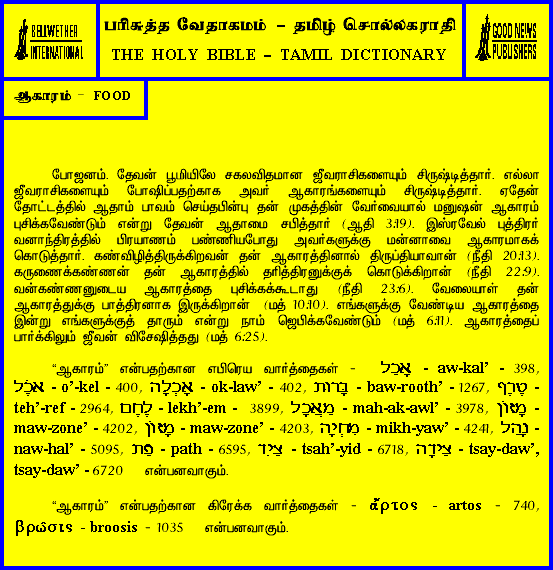 BELLWETHER
INTERNATIONAL
பரிசுத்த வேதாகமம் - தமிழ் சொல்லகராதி
THE HOLY BIBLE – TAMIL DICTIONARY
GOOD NEWS
PUBLISHERS
ஆகாரம் - FOOD
போஜனம். தேவன் பூமியிலே சகலவிதமான ஜீவராசிகளையும் சிருஷ்டித்தார். எல்லா
ஜீவராசிகளையும் போஷிப்பதற்காக அவர் ஆகாரங்களையும் சிருஷ்டித்தார். ஏதேன்
தோட்டத்தில் ஆதாம் பாவம் செய்தபின்பு தன் முகத்தின் வேர்வையால் மனுஷன் ஆகாரம்
புசிக்கவேண்டும் என்று தேவன் ஆதாமை சபித்தார் (ஆதி 3:19). இஸ்ரவேல் புத்திரர்
வனாந்திரத்தில் பிரயாணம் பண்ணியபோது அவர்களுக்கு மன்னாவை ஆகாரமாகக்
கொடுத்தார். கண்விழித்திருக்கிறவன் தன் ஆகாரத்தினால் திருப்தியாவான் (நீதி 20:13).
கருணைக்கண்ணன் தன் ஆகாரத்தில் தரித்திரனுக்குக் கொடுக்கிறான் (நீதி 22:9).
வன்கண்ணனுடைய ஆகாரத்தை புசிக்கக்கூடாது (நீதி 23:6). வேலையாள் தன்
ஆகாரத்துக்கு பாத்திரனாக இருக்கிறான் (மத் 10:10). எங்களுக்கு வேண்டிய ஆகாரத்தை
இன்று எங்களுக்குத் தாரும் என்று நாம் ஜெபிக்கவேண்டும் (மத் 6:11). ஆகாரத்தைப்
பார்க்கிலும் ஜீவன் விசேஷித்தது (மத் 6:25).
“ஆகாரம்” என்பதற்கான எபிரெய வார்த்தைகள் - אָכַל - aw-kal’ - 398,
אֹכֶל - o’-kel - 400, אָכְלָה - ok-law’ - 402, בָּרוּת - baw-rooth’ - 1267, טֶרֶף -
teh’-ref - 2964, לֶחֶם - lekh’-em - 3899, מַאֲכָל - mah-ak-awl’ - 3978, מָזוֹן -
maw-zone’ - 4202, מָזוֹן - maw-zone’ - 4203, מִחְיָה - mikh-yaw’ - 4241, נָהַל -
naw-hal’ - 5095, פַּת - path - 6595, צַיִד - tsah’-yid - 6718, צֵידָה - tsay-daw’,
tsay-daw’ - 6720 என்பனவாகும்.
“ஆகாரம்” என்பதற்கான கிரேக்க வார்த்தைகள் - ἄρτος - artos - 740,
βρῶσις - broosis - 1035 என்பனவாகும்.